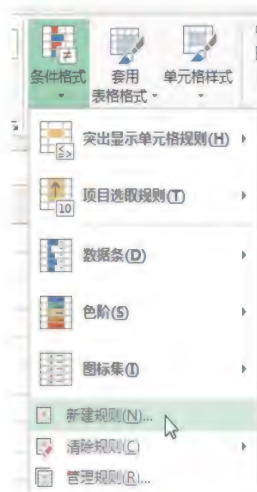 条件格式
套用
表格格式
单元格样式
突出显示单元格规则(H)
项目选取规则(T)
10
数据条(D)
色阶(S)
图标集(I)
新建规则(N)...
清除规则(C)
管理规则(R)...